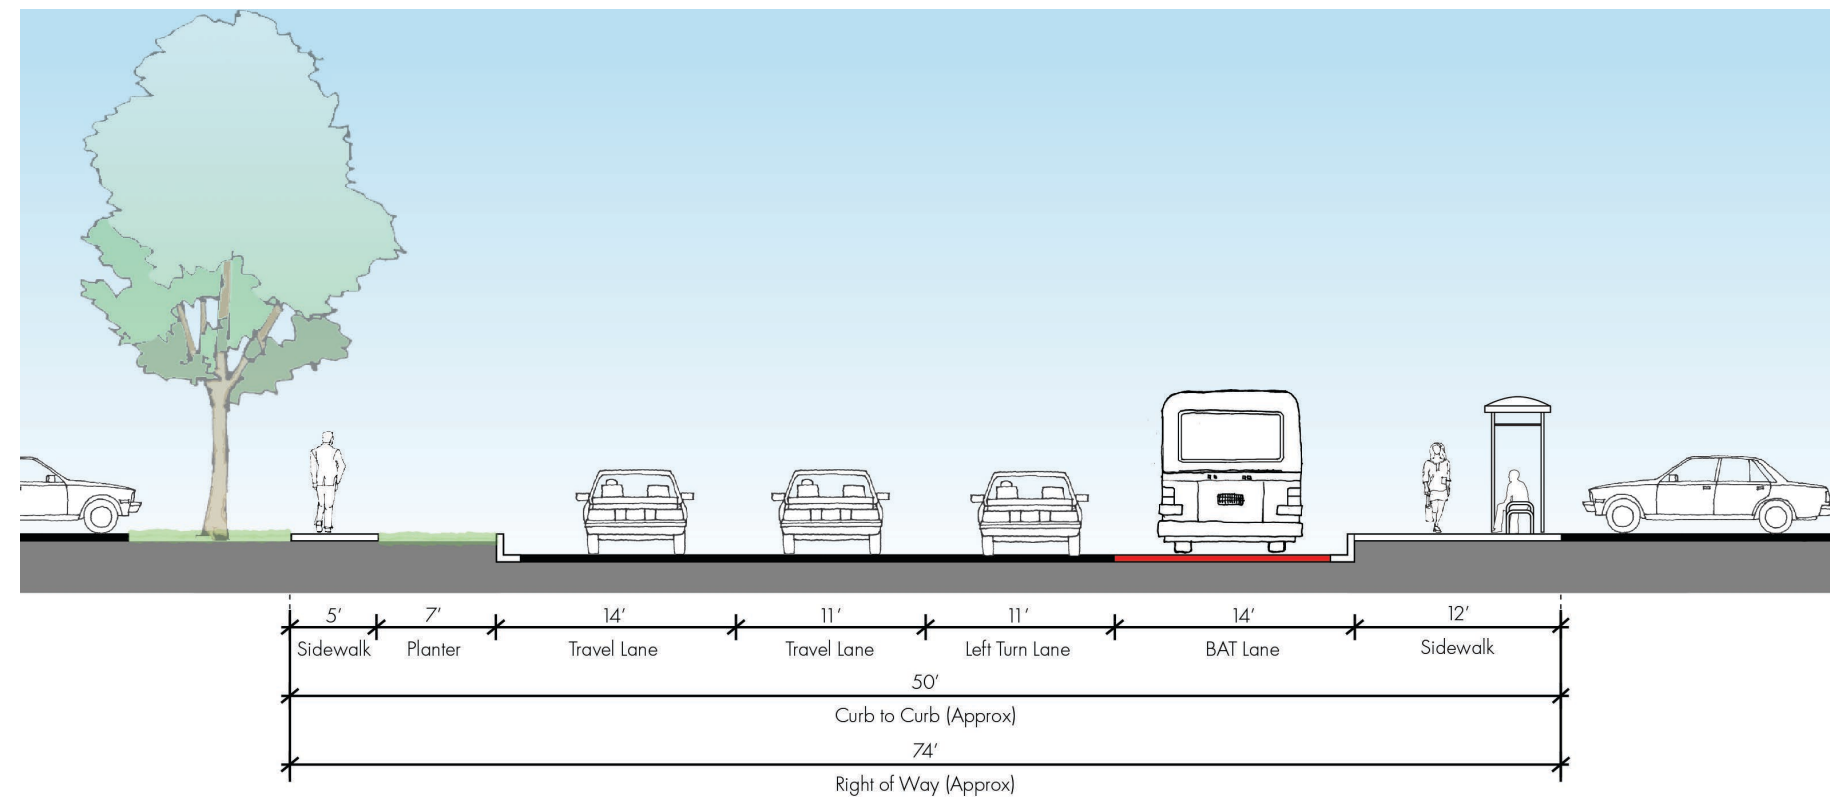 5' 7' 14' 11' 11' 14' 12'
Sidewalk Planter Travel Lane Travel Lane Left Turn Lane BAT Lane Sidewalk
50'
Curb to Curb (Approx)
74'
Right of Way (Approx)